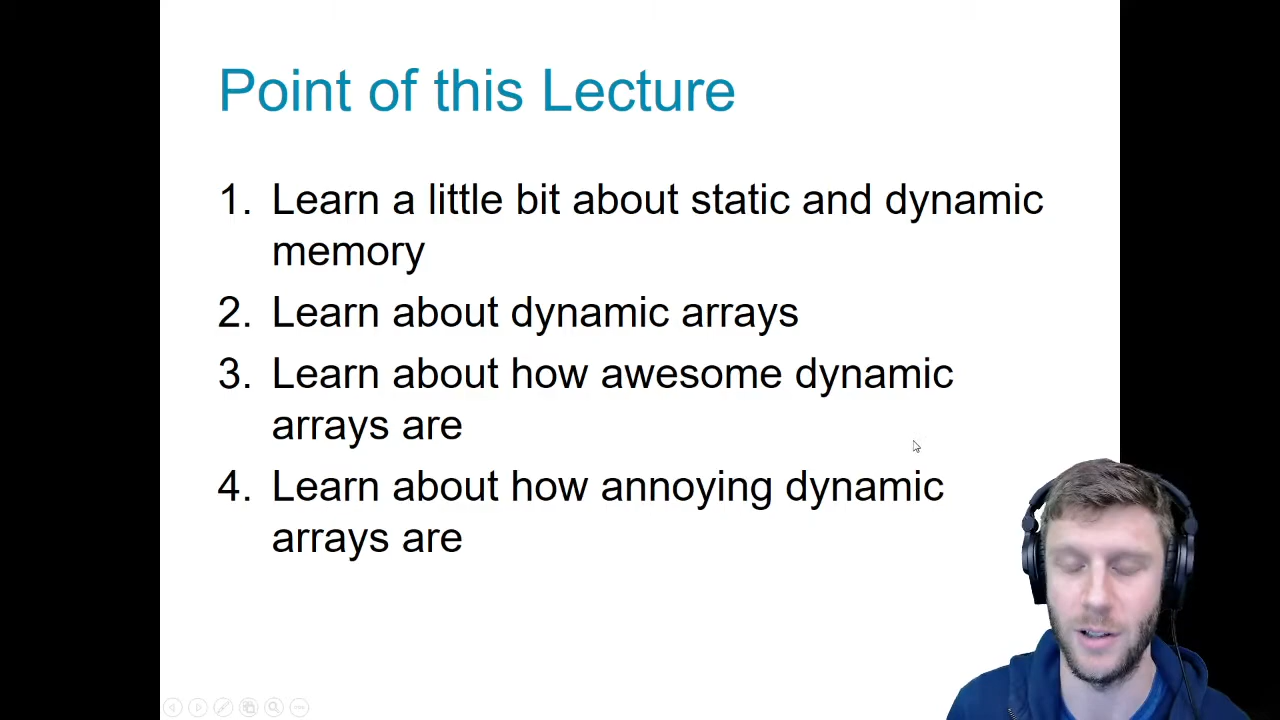 Point of this Lecture
1. Learn a little bit about static and dynamic
memory
2. Learn about dynamic arrays
3. Learn about how awesome dynamic
arrays are
4. Learn about how annoying dynamic
arrays are